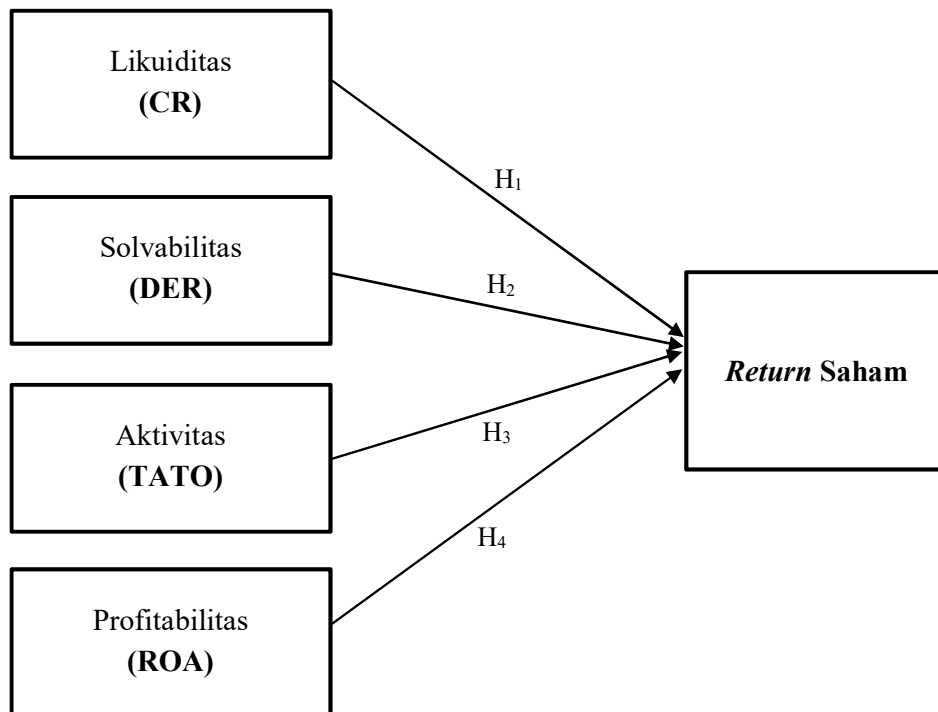 Likuiditas
(CR)
H₁
Solvabilitas
(DER)
H₂
Return Saham
Aktivitas
(TATO)
H₃
H₄
Profitabilitas
(ROA)